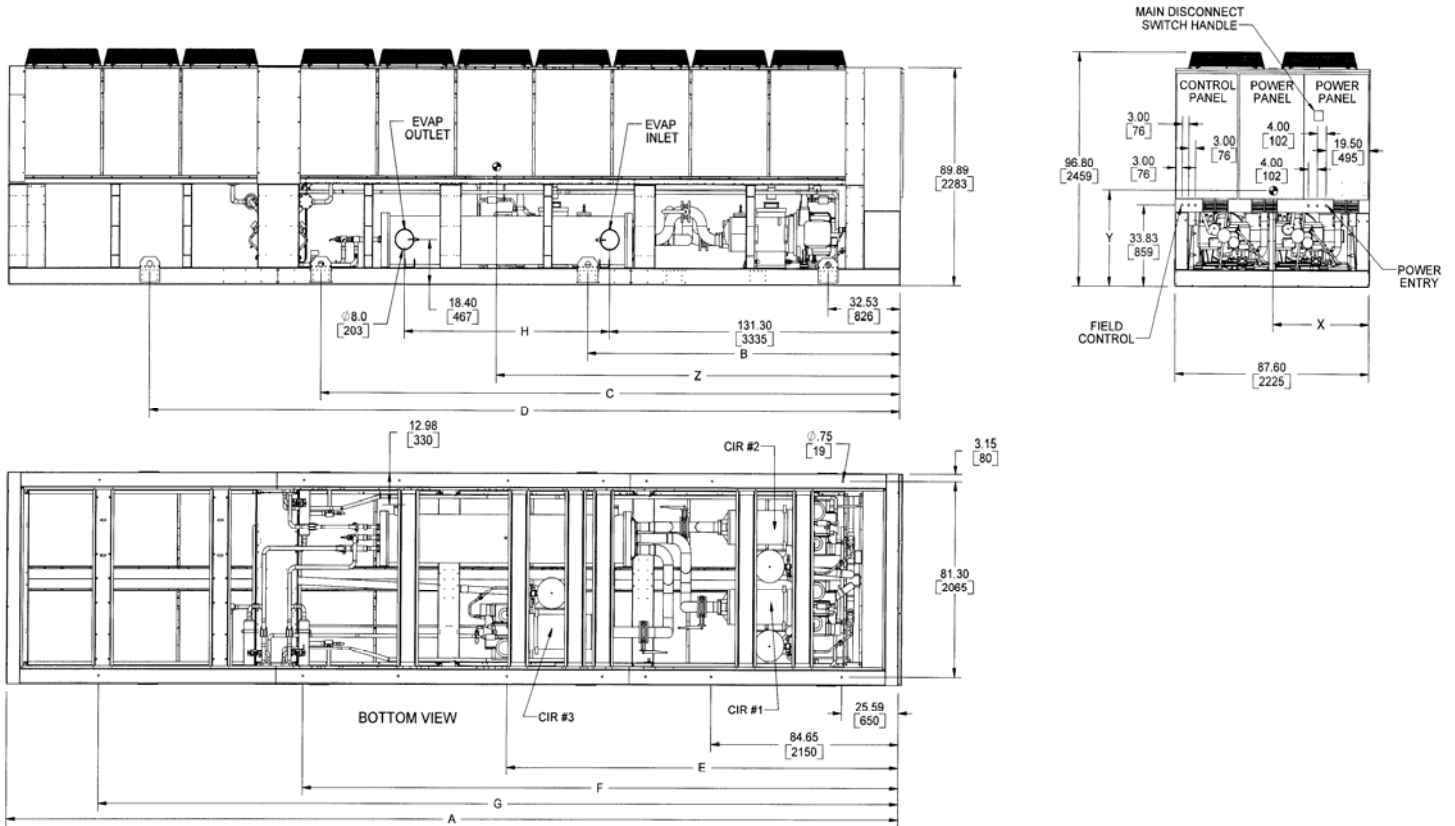 MAIN DISCONNECT
SWITCH HANDLE
EVAP
OUTLET
EVAP
INLET
CONTROL
PANEL
POWER
PANEL
POWER
PANEL
3.00
[76]
3.00
[76]
3.00
[76]
4.00
[102]
4.00
[102]
19.50
[495]
96.80
[2459]
89.89
[2283]
Y
33.83
[859]
POWER
ENTRY
FIELD
CONTROL
X
87.60
[2225]
18.40
[467]
Ø8.0
[203]
H
131.30
[3335]
32.53
[826]
B
Z
C
D
12.98
[330]
CIR #2
Ø.75
[19]
3.15
[80]
81.30
[2065]
BOTTOM VIEW
CIR #3
CIR #1
25.59
[650]
84.65
[2150]
E
F
G
A